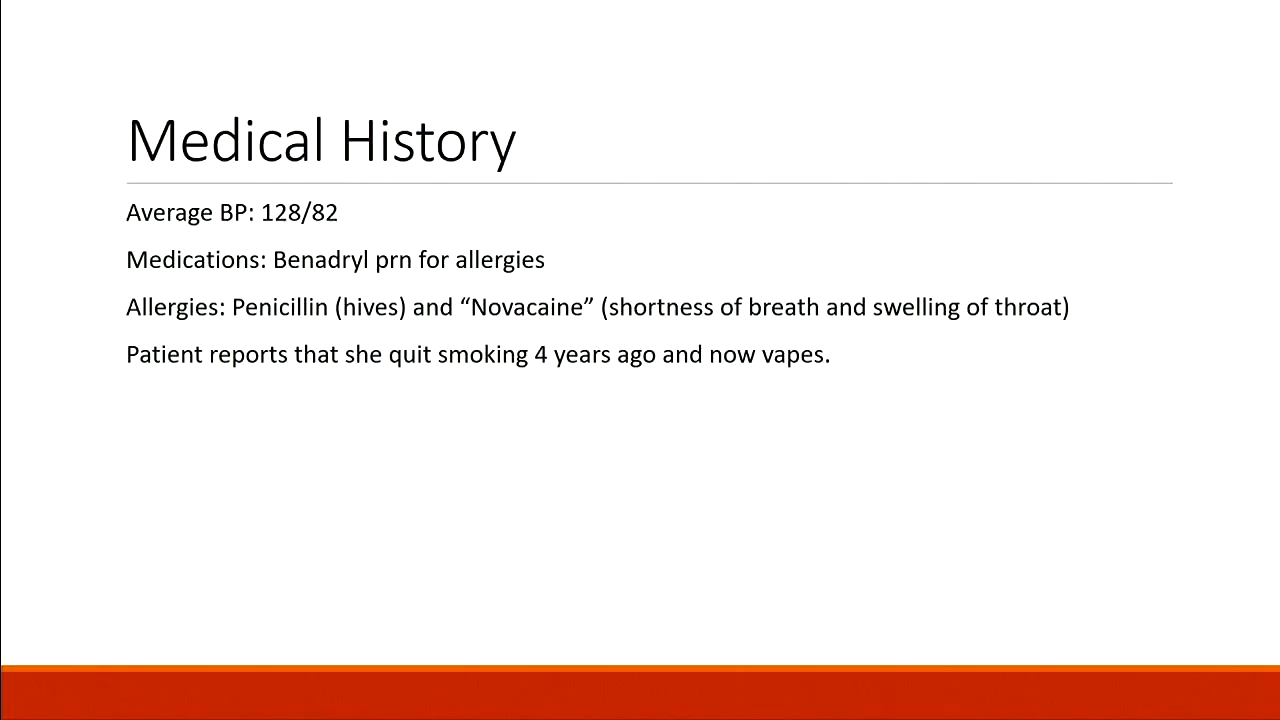 Medical History
Average BP: 128/82
Medications: Benadryl prn for allergies
Allergies: Penicillin (hives) and “Novacaine” (shortness of breath and swelling of throat)
Patient reports that she quit smoking 4 years ago and now vapes.